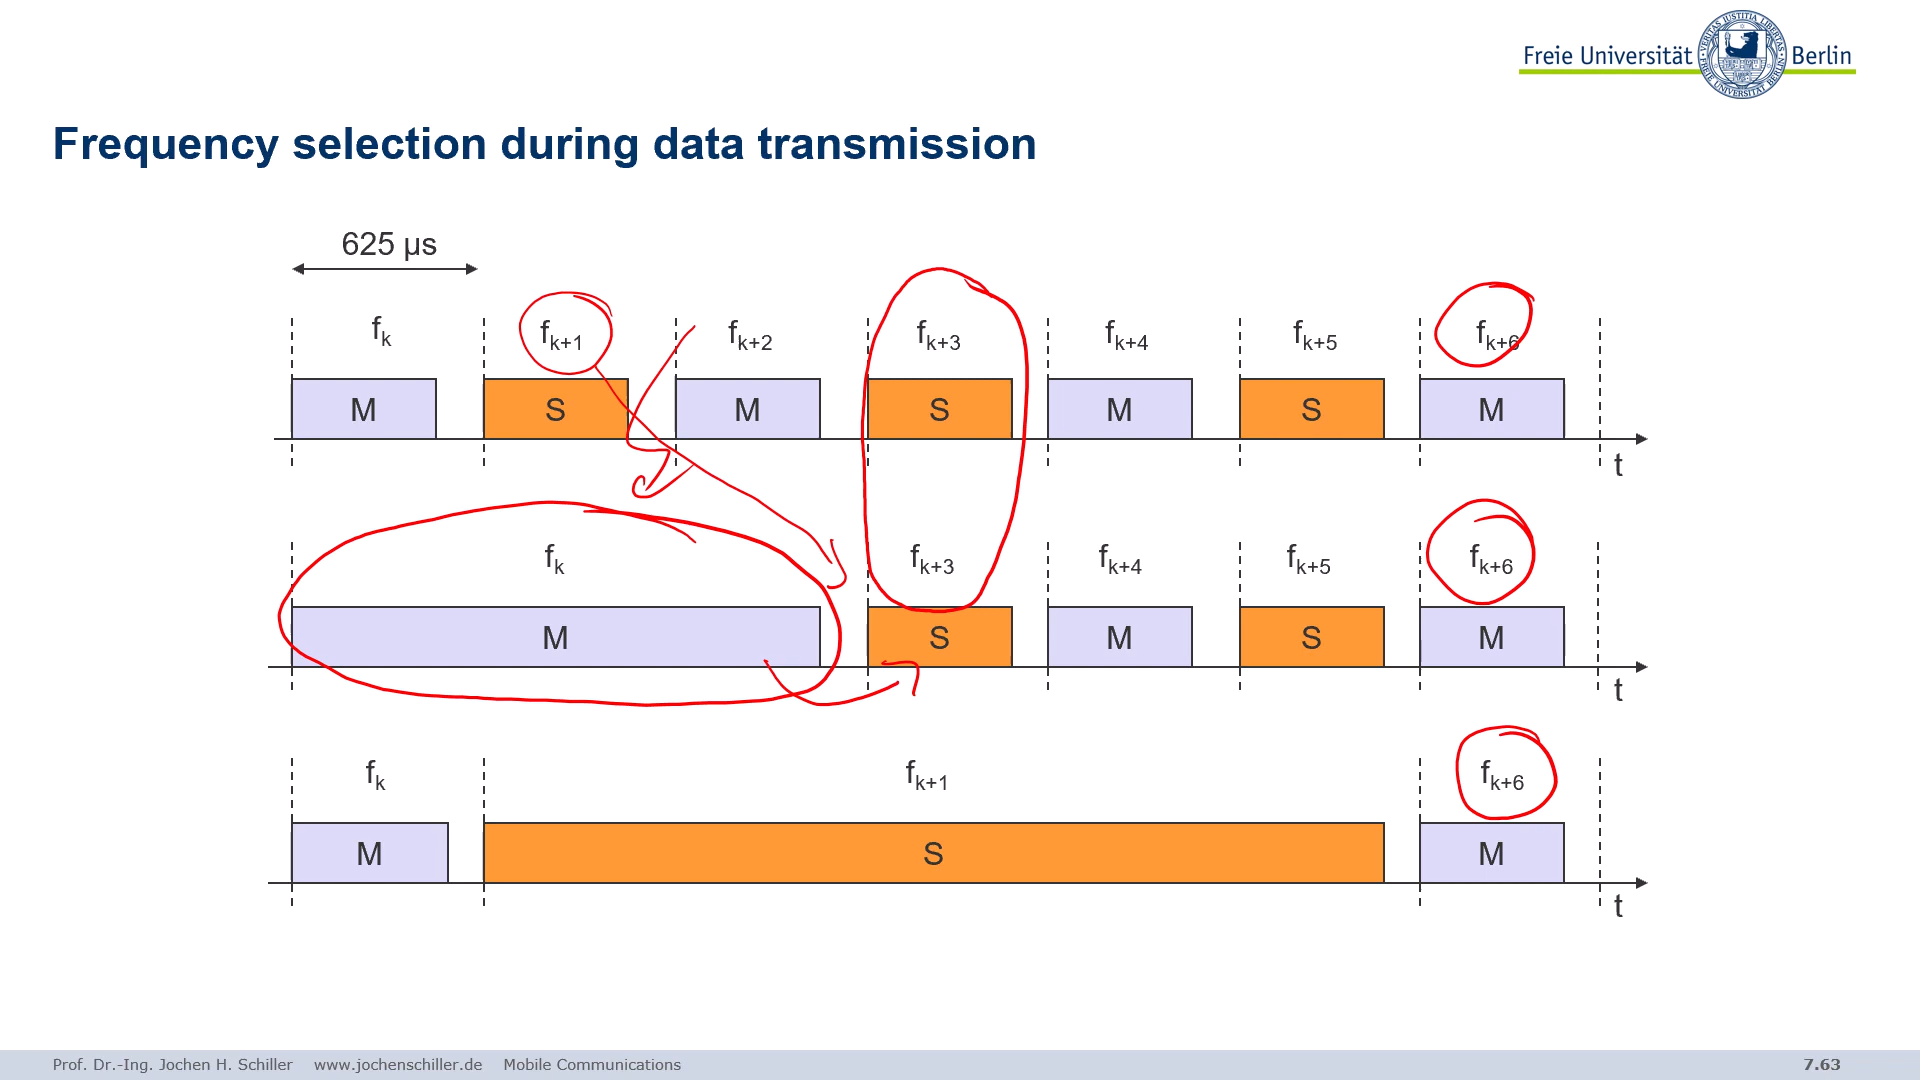 Freie Universität Berlin
Frequency selection during data transmission
625 µs
fk fk+1 fk+2 fk+3 fk+4 fk+5 fk+6
M S M S M S M
t
fk fk+3 fk+4 fk+5 fk+6
M S M S M
t
fk fk+1 fk+6
M S M
t
Prof. Dr.-Ing. Jochen H. Schiller www.jochenschiller.de Mobile Communications 7.63